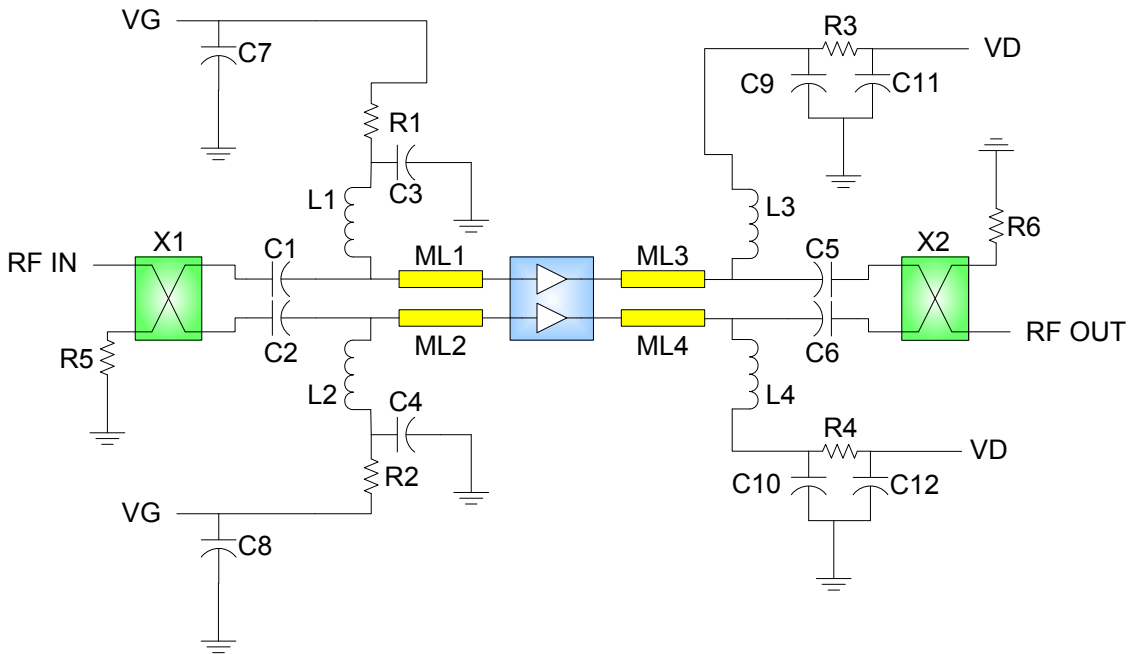 VG
C7
R1
C3
L1
R3
VD
C9
C11
L3
R6
X1
C1
ML1
ML3
C5
X2
RF IN
R5
C2
ML2
ML4
C6
RF OUT
L2
C4
R2
L4
R4
VD
C10
C12
VG
C8